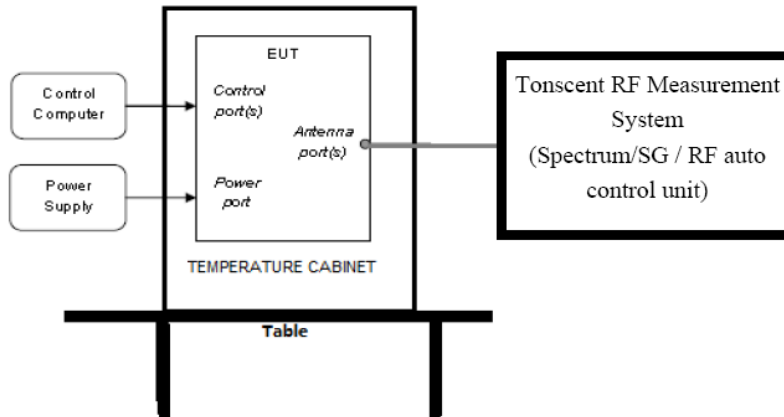 Control
Computer
Power
Supply
EUT
Control
port(s)
Antenna
port(s)
Power
port
TEMPERATURE CABINET
Table
Tonscent RF Measurement
System
(Spectrum/SG / RF auto
control unit)